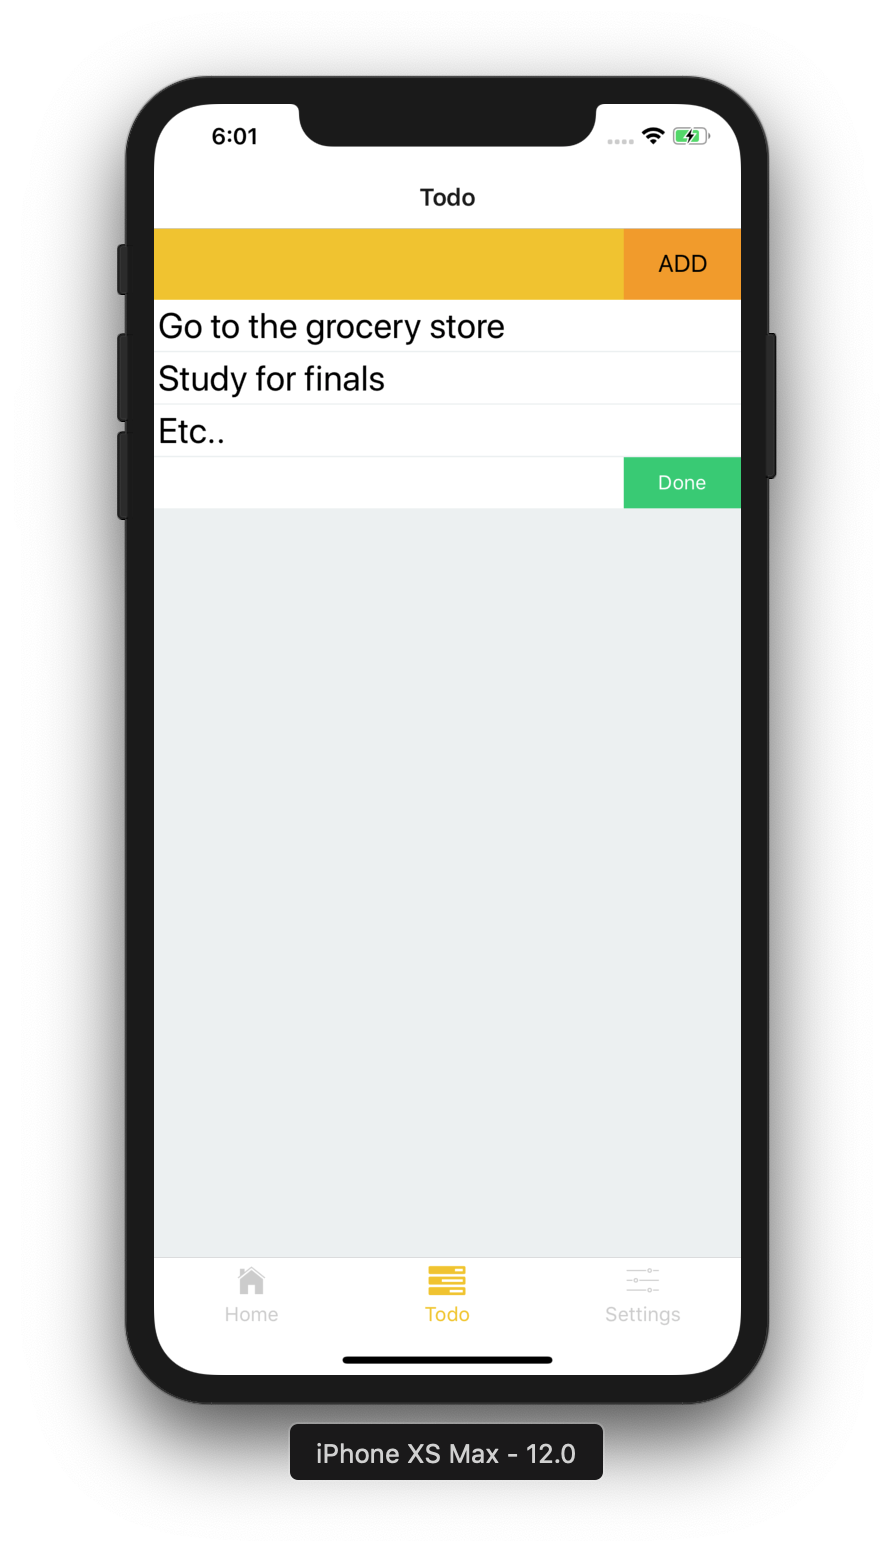 6:01
Todo
ADD
Go to the grocery store
Study for finals
Etc..
Done
Home Todo Settings
iPhone XS Max - 12.0